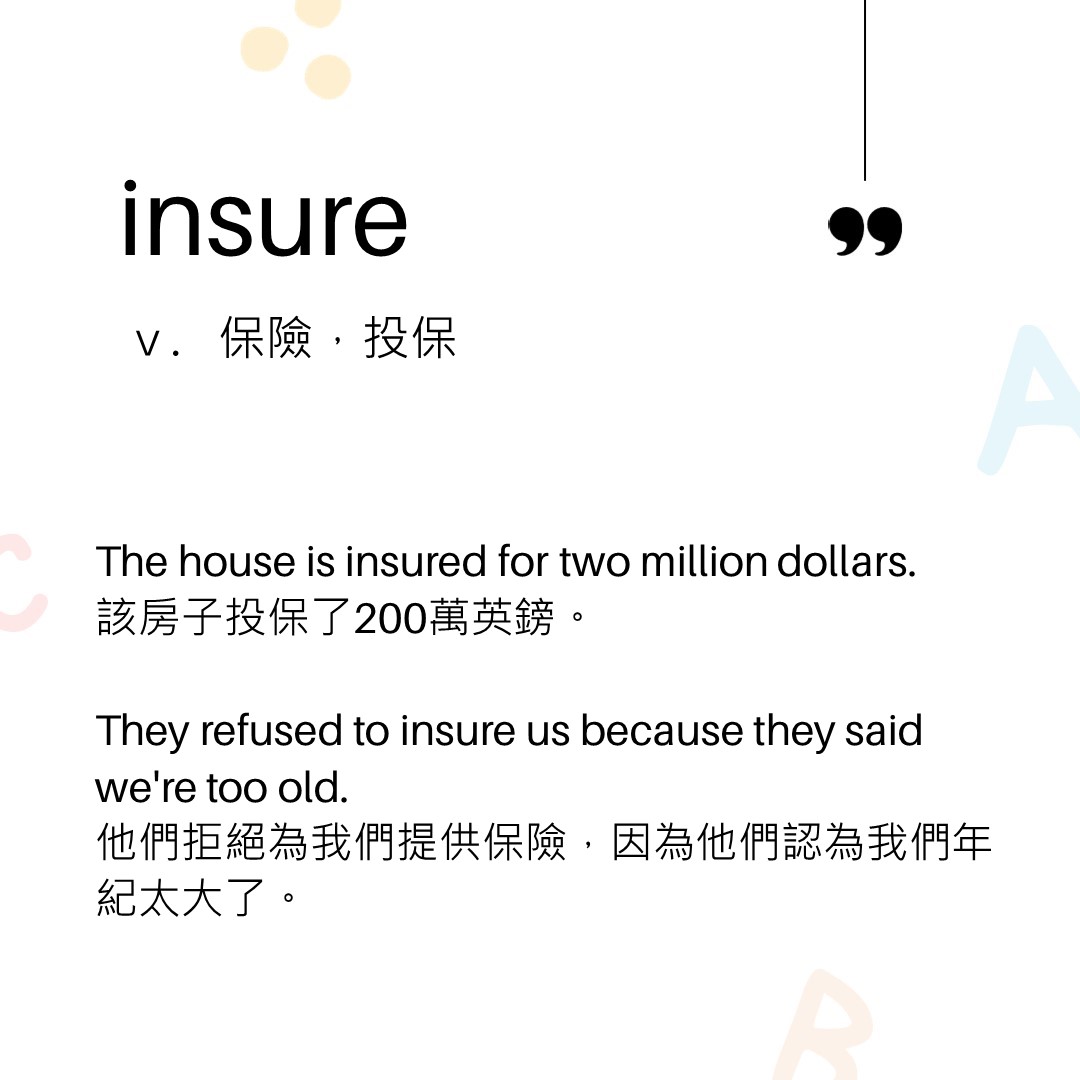 insure
”
v. 保險，投保
The house is insured for two million dollars.
該房子投保了200萬英鎊。
They refused to insure us because they said
we're too old.
他們拒絕為我們提供保險，因為他們認為我們年
紀太大了。
A
C
B